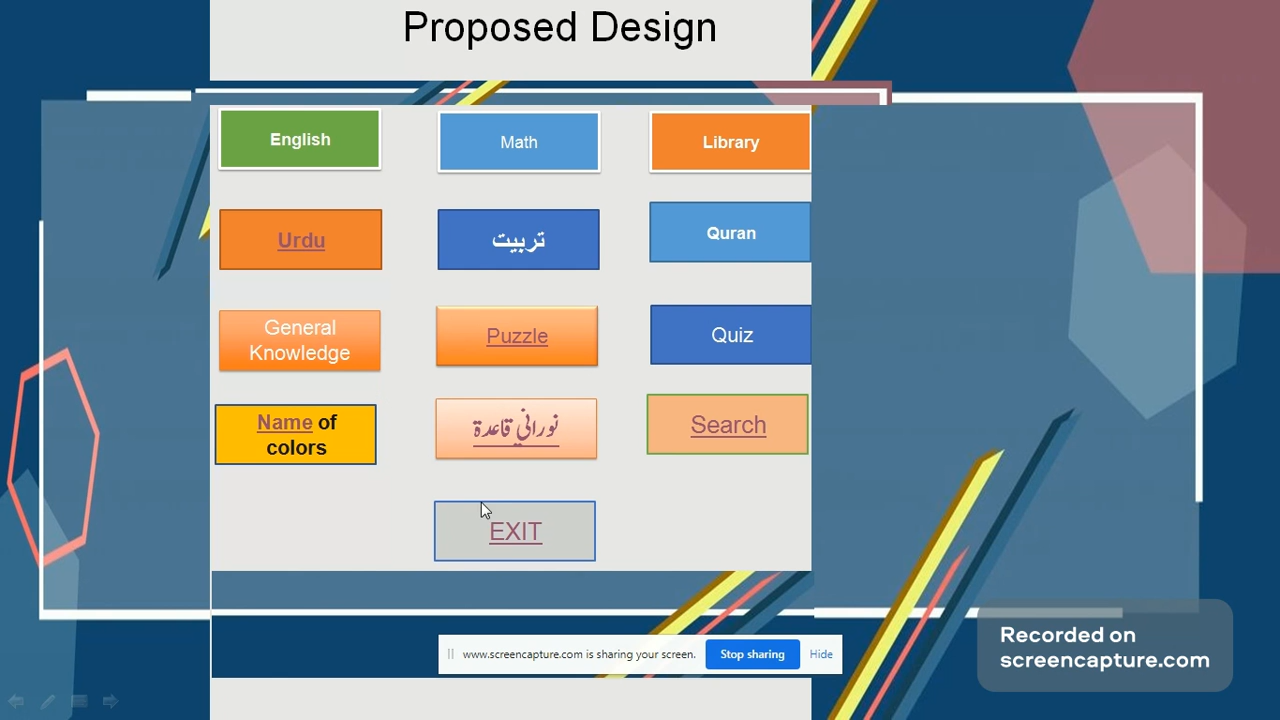 Proposed Design
English
Math
Library
Urdu
تربیت
Quran
General
Knowledge
Puzzle
Quiz
Name of
colors
نوراني قاعدة
Search
EXIT
www.screencapture.com is sharing your screen.
Stop sharing
Hide
Recorded on
screencapture.com